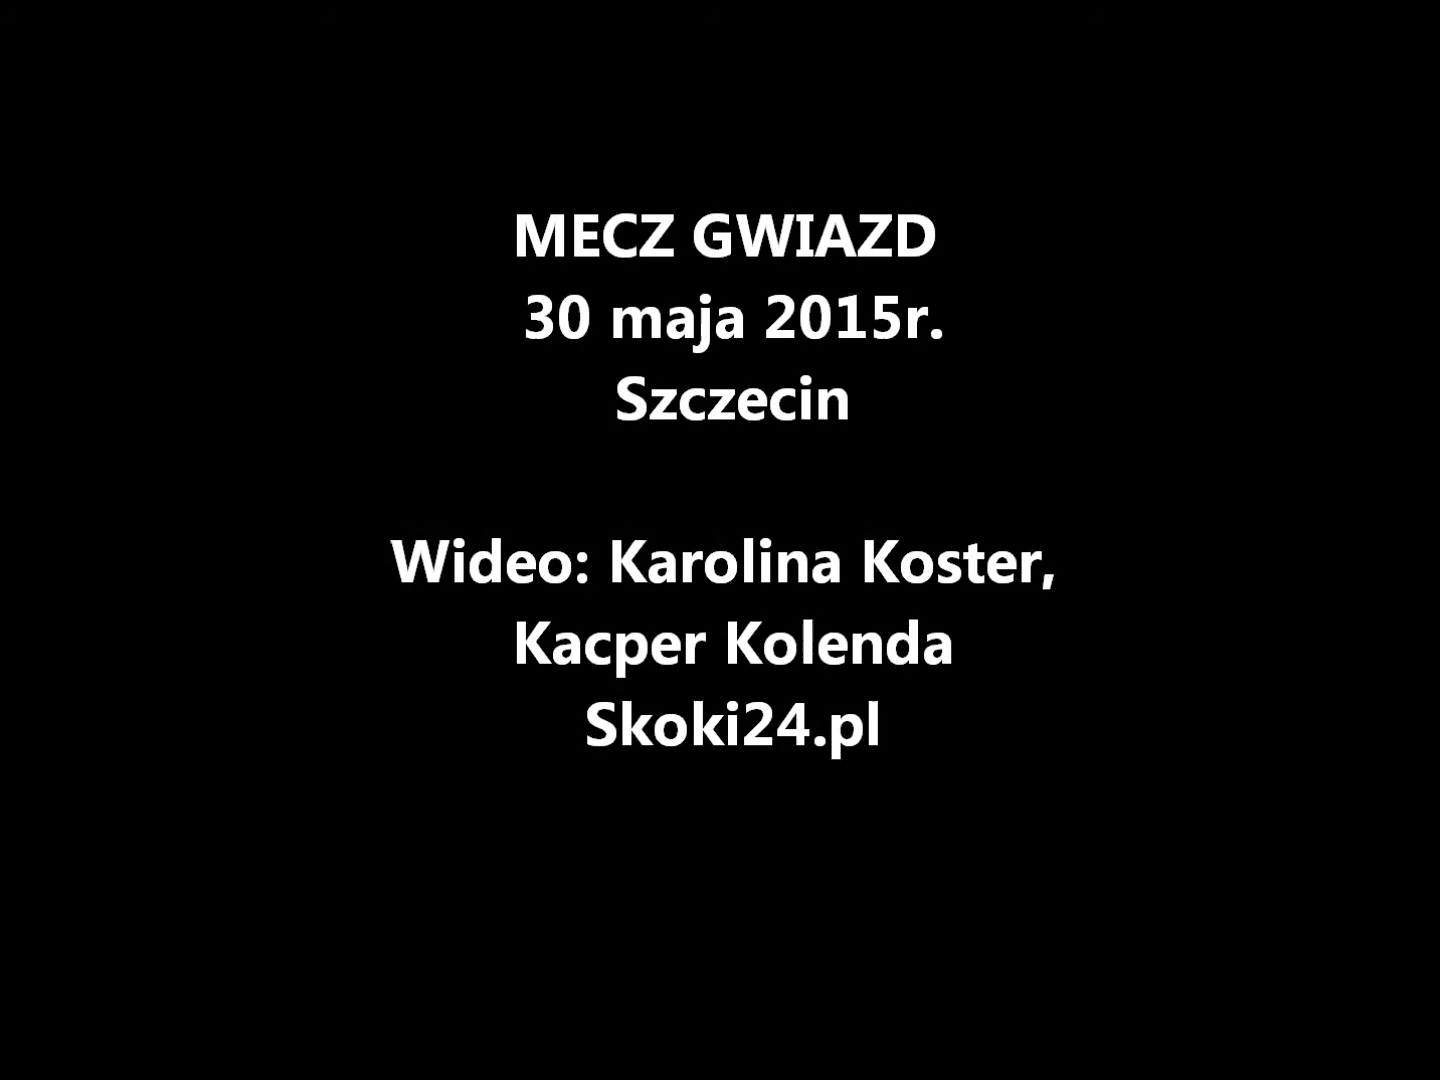 MECZ GWIAZD
30 maja 2015r.
Szczecin
Wideo: Karolina Koster,
Kacper Kolenda
Skoki24.pl